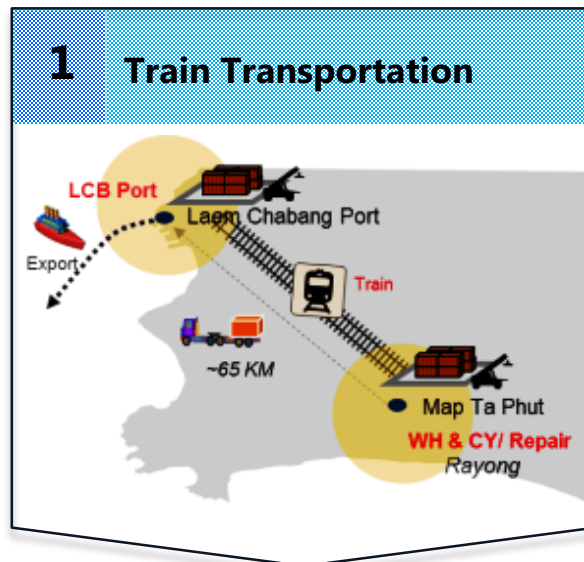 1
Train Transportation
LCB Port
Laem Chabang Port
Export
Train
~65 KM
Map Ta Phut
WH & CY/ Repair
Rayong